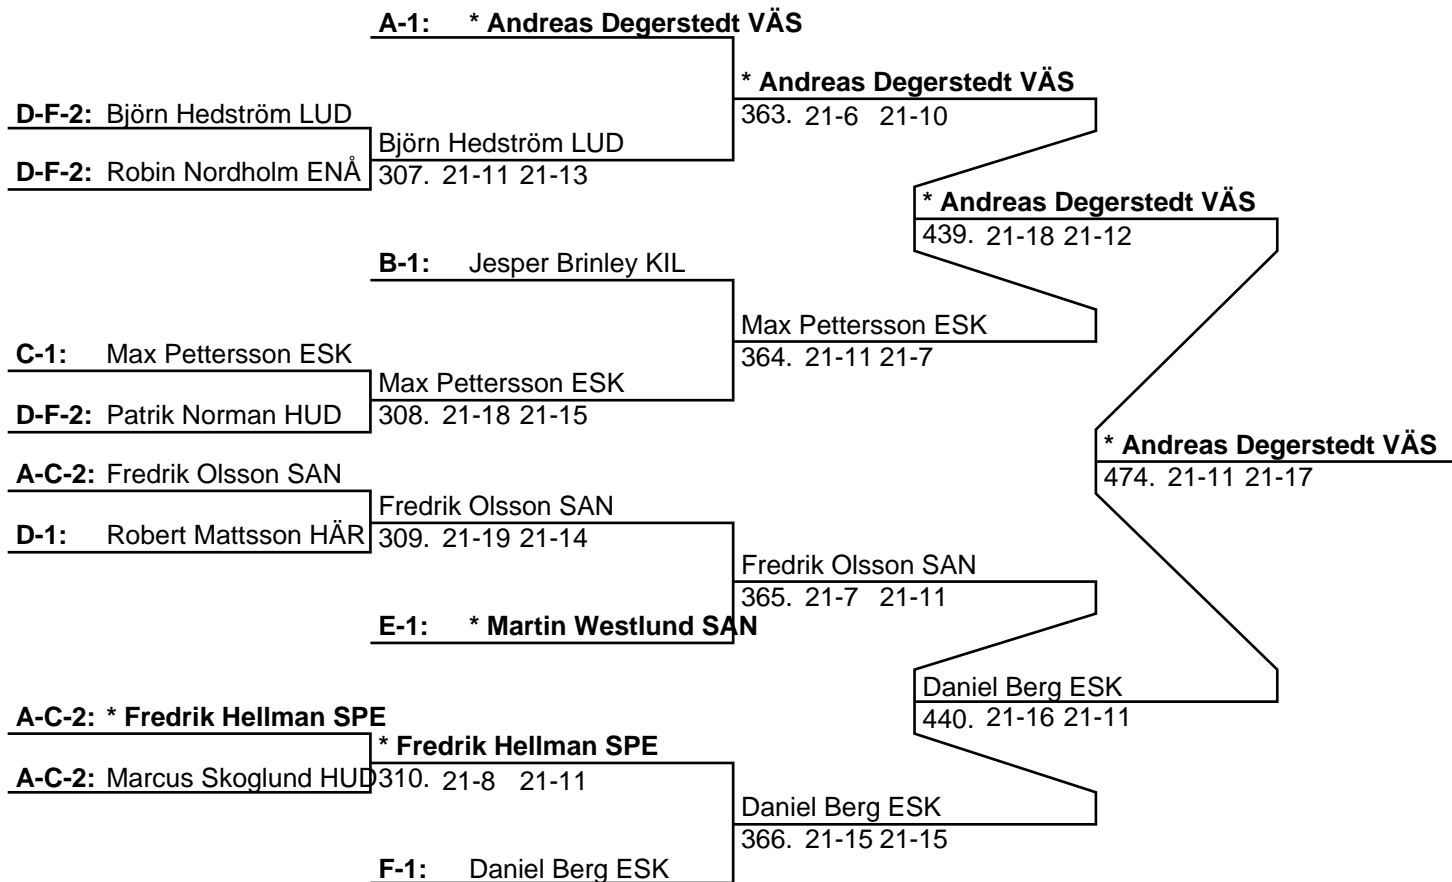 A-1: * Andreas Degerstedt VÄS
* Andreas Degerstedt VÄS
363. 21-6 21-10
D-F-2: Björn Hedström LUD
Björn Hedström LUD
D-F-2: Robin Nordholm ENÅ
307. 21-11 21-13
* Andreas Degerstedt VÄS
439. 21-18 21-12
B-1: Jesper Brinley KIL
Max Pettersson ESK
364. 21-11 21-7
C-1: Max Pettersson ESK
Max Pettersson ESK
D-F-2: Patrik Norman HUD
308. 21-18 21-15
* Andreas Degerstedt VÄS
474. 21-11 21-17
A-C-2: Fredrik Olsson SAN
Fredrik Olsson SAN
D-1: Robert Mattsson HÄR
309. 21-19 21-14
Fredrik Olsson SAN
365. 21-7 21-11
E-1: * Martin Westlund SAN
Daniel Berg ESK
440. 21-16 21-11
A-C-2: * Fredrik Hellman SPE
* Fredrik Hellman SPE
A-C-2: Marcus Skoglund HUD
310. 21-8 21-11
Daniel Berg ESK
366. 21-15 21-15
F-1: Daniel Berg ESK